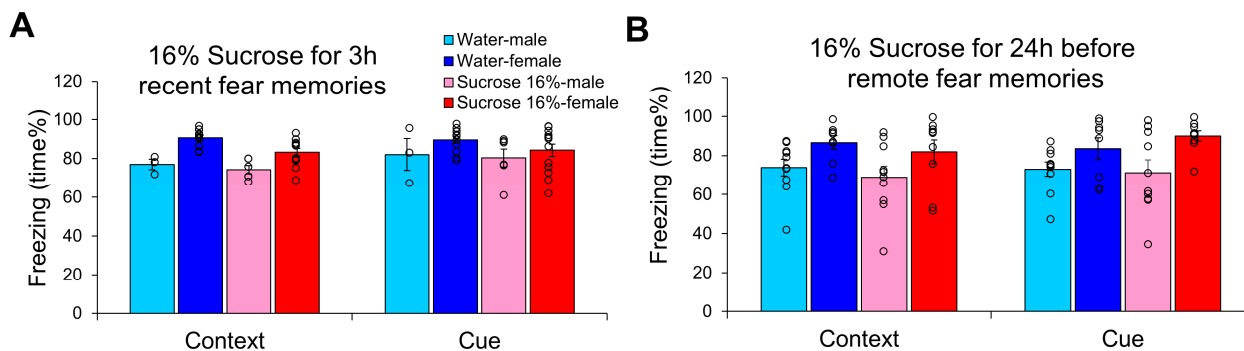 A
16% Sucrose for 3h
recent fear memories
Water-male
Water-female
Sucrose 16%-male
Sucrose 16%-female
Freezing (time%)
120
100
80
60
40
20
0
Context
Cue
B
16% Sucrose for 24h before
remote fear memories
Freezing (time%)
120
100
80
60
40
20
0
Context
Cue